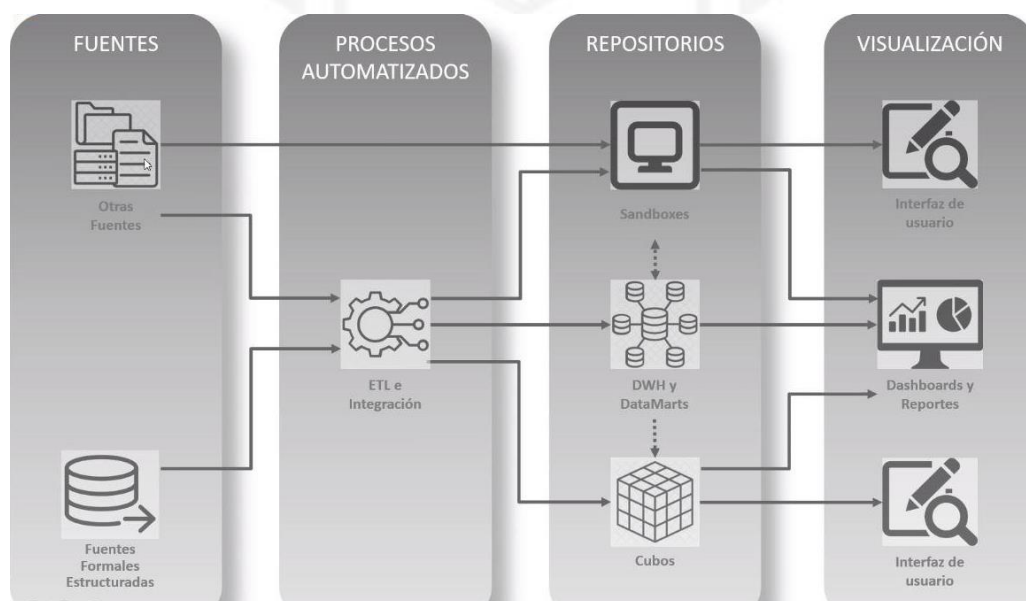 FUENTES
PROCESOS
AUTOMATIZADOS
REPOSITORIOS
VISUALIZACIÓN
Otras
Fuentes
Sandboxes
Interfaz de
usuario
ETL e
Integración
DWH y
DataMarts
Dashboards y
Reportes
Fuentes
Formales
Estructuradas
Cubos
Interfaz de
usuario